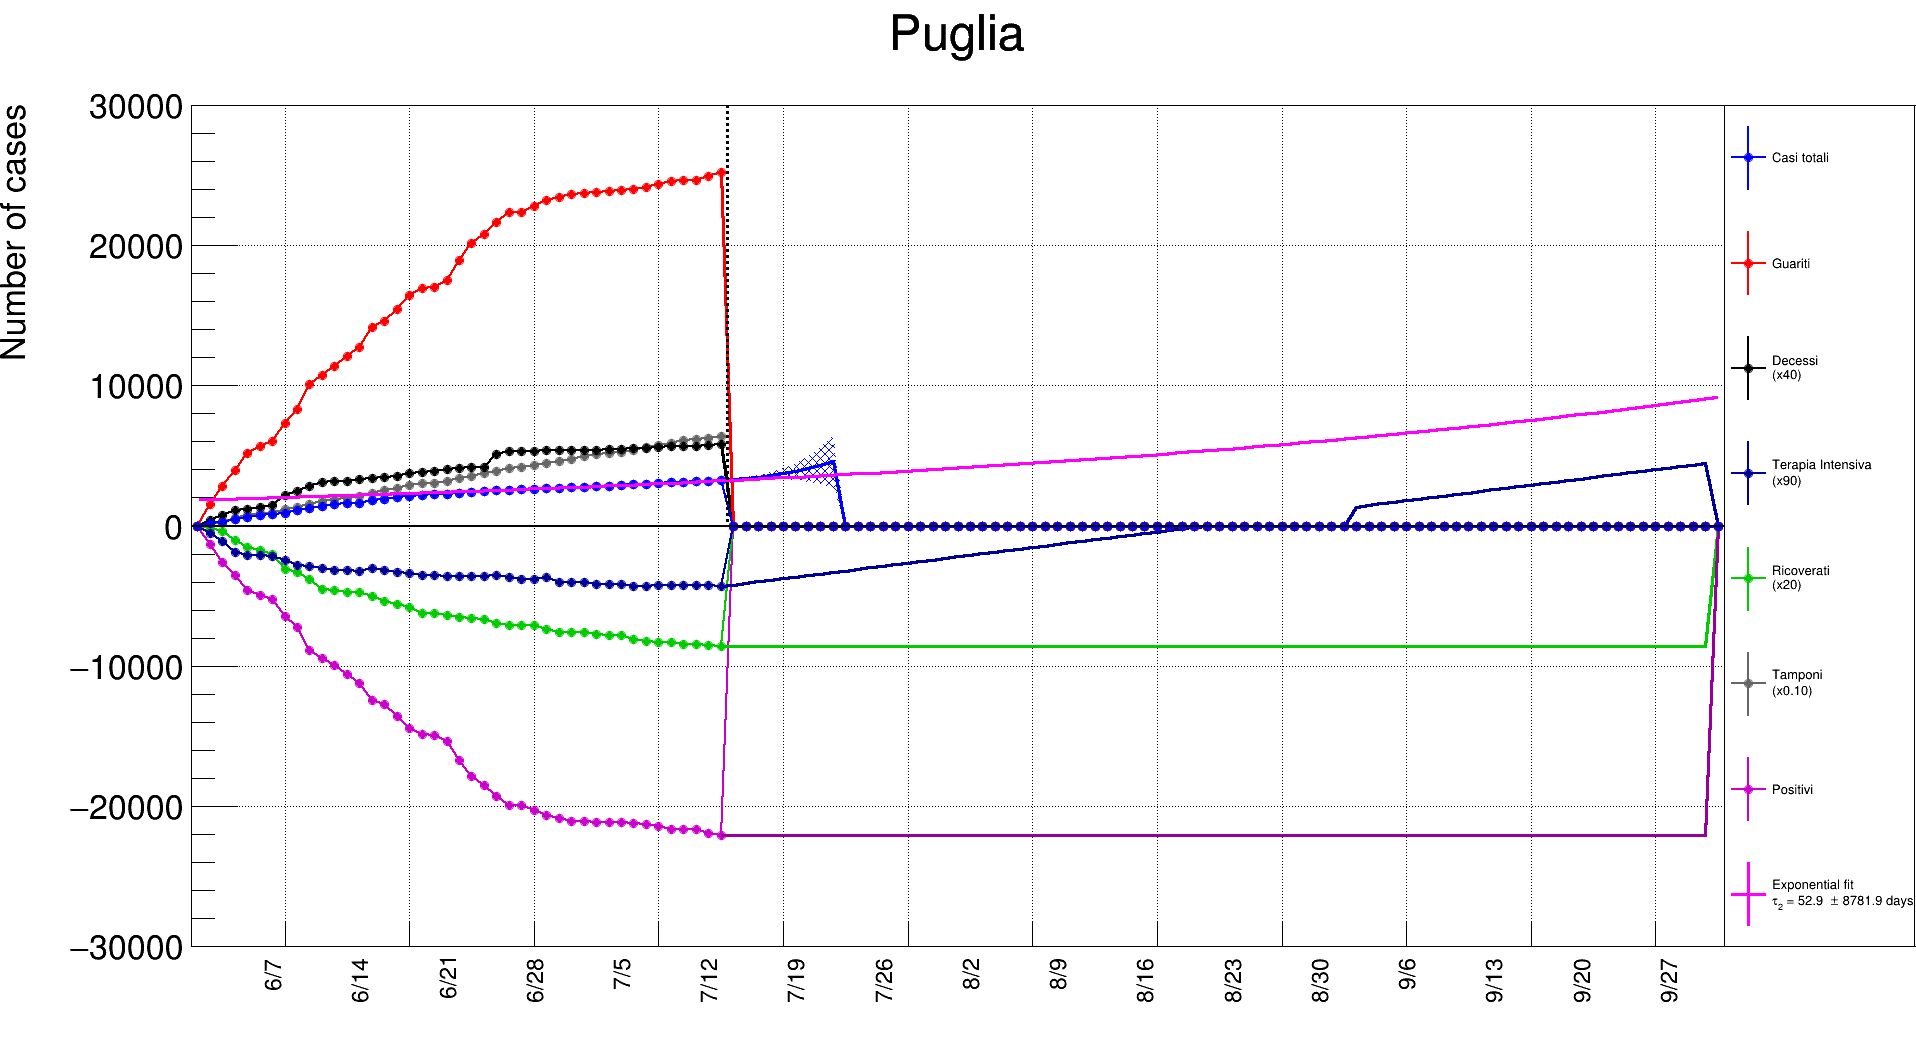 Puglia
Number of cases
30000
20000
10000
0
−10000
−20000
−30000
6/7
6/14
6/21
6/28
7/5
7/12
7/19
7/26
8/2
8/9
8/16
8/23
8/30
9/6
9/13
9/20
9/27
Casi totali
Guariti
Decessi
(x40)
Terapia Intensiva
(x90)
Ricoverati
(x20)
Tamponi
(x0.10)
Positivi
Exponential fit
τ₂ = 52.9 ± 8781.9 days